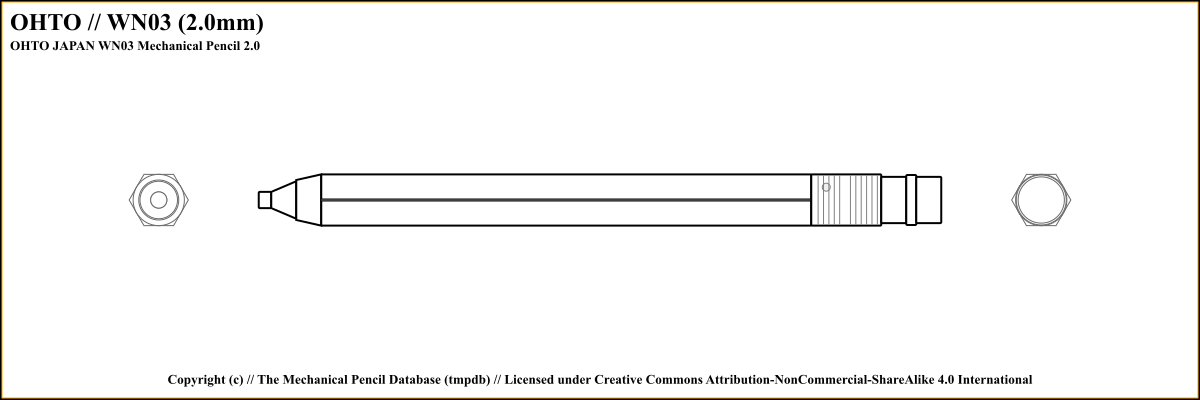 OHTO // WN03 (2.0mm)
OHTO JAPAN WN03 Mechanical Pencil 2.0
Copyright (c) // The Mechanical Pencil Database (tmpdb) // Licensed under Creative Commons Attribution-NonCommercial-ShareAlike 4.0 International